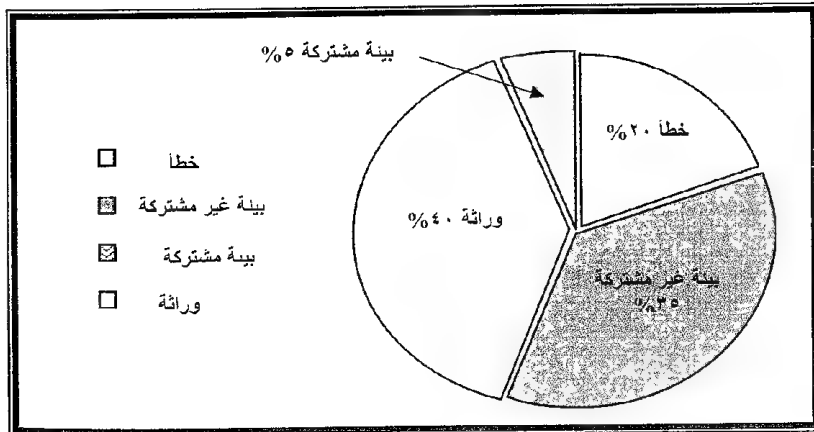 بيئة مشتركة ٥%
خطأ ٢٠%
وراثة ٤٠%
بيئة غير مشتركة
٣٥%
خطأ
بيئة غير مشتركة
بيئة مشتركة
وراثة